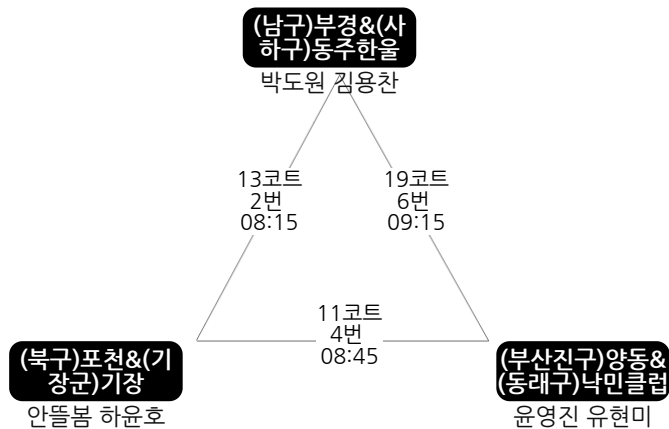 (남구)부경&(사
하구)동주한울
박도원 김용찬
13코트
2번
08:15
19코트
6번
09:15
11코트
4번
08:45
(북구)포천&(기
장군)기장
안뜰봄 하윤호
(부산진구)양동&
(동래구)낙민클럽
윤영진 유현미